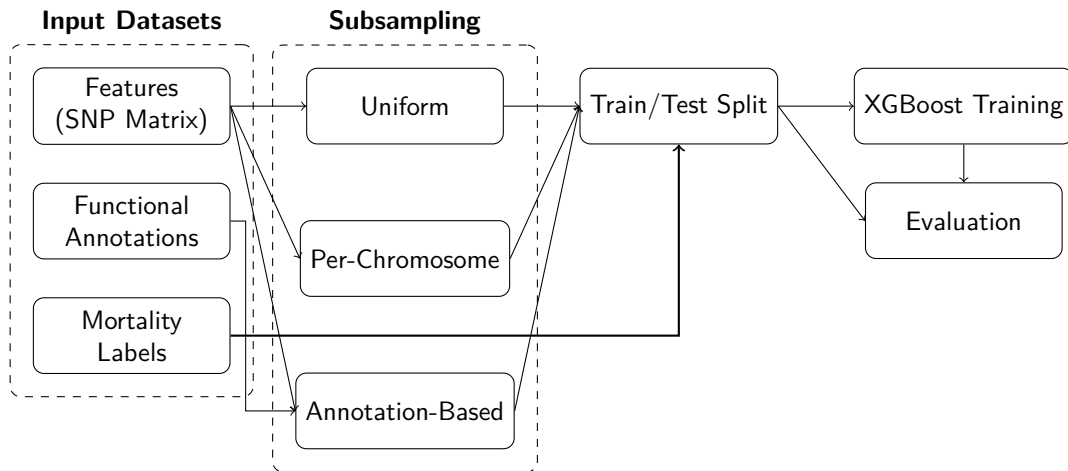 Input Datasets
Features
(SNP Matrix)
Functional
Annotations
Mortality
Labels
Subsampling
Uniform
Per-Chromosome
Annotation-Based
Train/Test Split
XGBoost Training
Evaluation